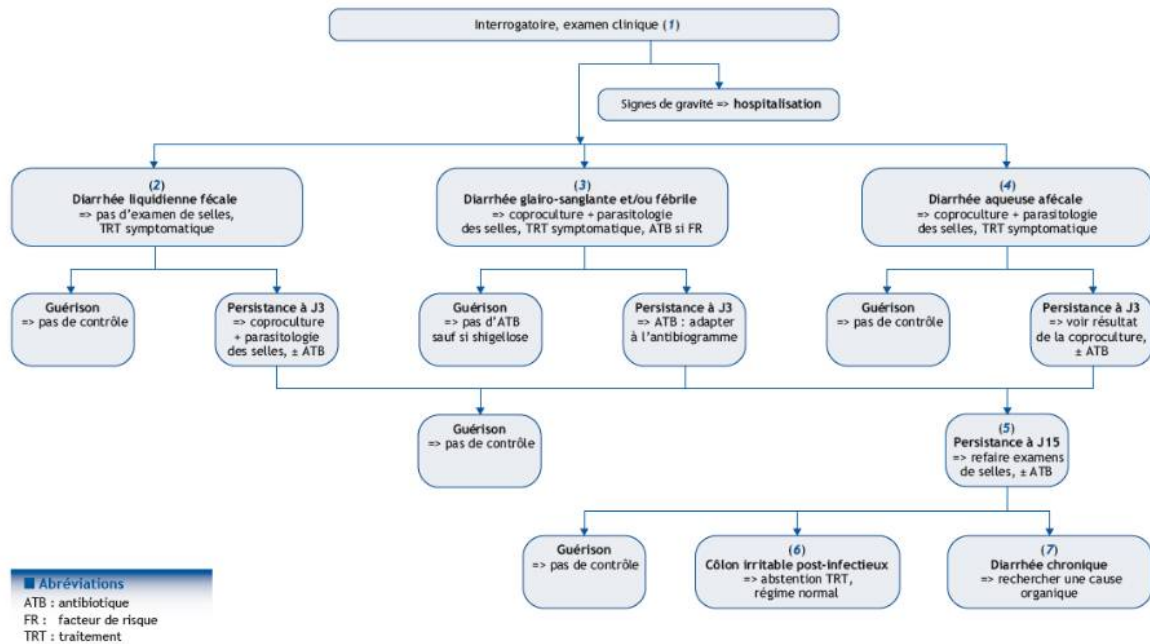 Interrogatoire, examen clinique (1)
Signes de gravité => hospitalisation
(2)
Diarrhée liquidienne fécale
=> pas d'examen de selles,
TRT symptomatique
(3)
Diarrhée glairo-sanglante et/ou fébrile
=> coproculture + parasitologie
des selles, TRT symptomatique, ATB si FR
(4)
Diarrhée aqueuse afécale
=> coproculture + parasitologie
des selles, TRT symptomatique
Guérison
=> pas de contrôle
Persistance à J3
=> coproculture
+ parasitologie
des selles, ± ATB
Guérison
=> pas d'ATB
sauf si shigellose
Persistance à J3
=> ATB : adapter
à l'antibiogramme
Guérison
=> pas de contrôle
Persistance à J3
=> voir résultat
de la coproculture,
± ATB
Guérison
=> pas de contrôle
(5)
Persistance à J15
=> refaire examens
de selles, ± ATB
Guérison
=> pas de contrôle
(6)
Côlon irritable post-infectieux
=> abstention TRT,
régime normal
(7)
Diarrhée chronique
=> rechercher une cause
organique
Abréviations
ATB : antibiotique
FR : facteur de risque
TRT : traitement